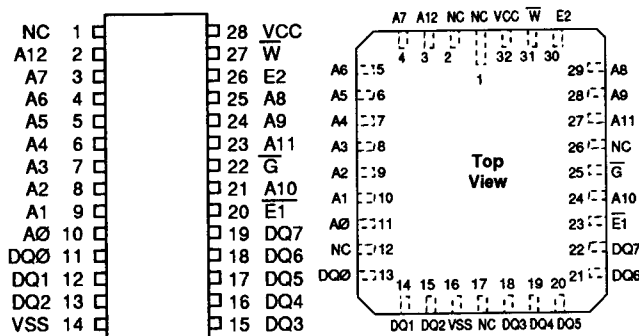 NC 1 28 VCC
A12 2 27 W̅
A7 3 26 E2
A6 4 25 A8
A5 5 24 A9
A4 6 23 A11
A3 7 22 G̅
A2 8 21 A10
A1 9 20 E̅1̅
AØ 10 19 DQ7
DQØ 11 18 DQ6
DQ1 12 17 DQ5
DQ2 13 16 DQ4
VSS 14 15 DQ3
A7 A12 NC NC VCC W̅ E2
4 3 2 1 32 31 30
A6 5 29 A8
A5 6 28 A9
A4 7 27 A11
A3 8 26 NC
Top
View
A2 9 25 G̅
A1 10 24 A10
AØ 11 23 E̅1̅
NC 12 22 DQ7
DQØ 13 21 DQ6
14 15 16 17 18 19 20
DQ1 DQ2 VSS NC DQ3 DQ4 DQ5